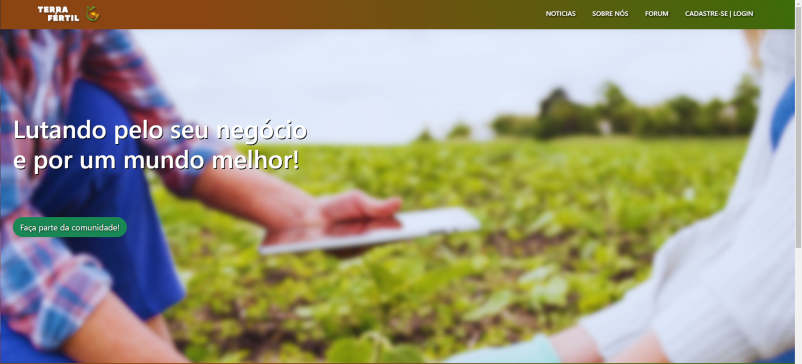 TERRA
FÉRTIL
NOTICIAS
SOBRE NÓS
FORUM
CADASTRE-SE | LOGIN
Lutando pelo seu negócio
e por um mundo melhor!
Faça parte da comunidade!